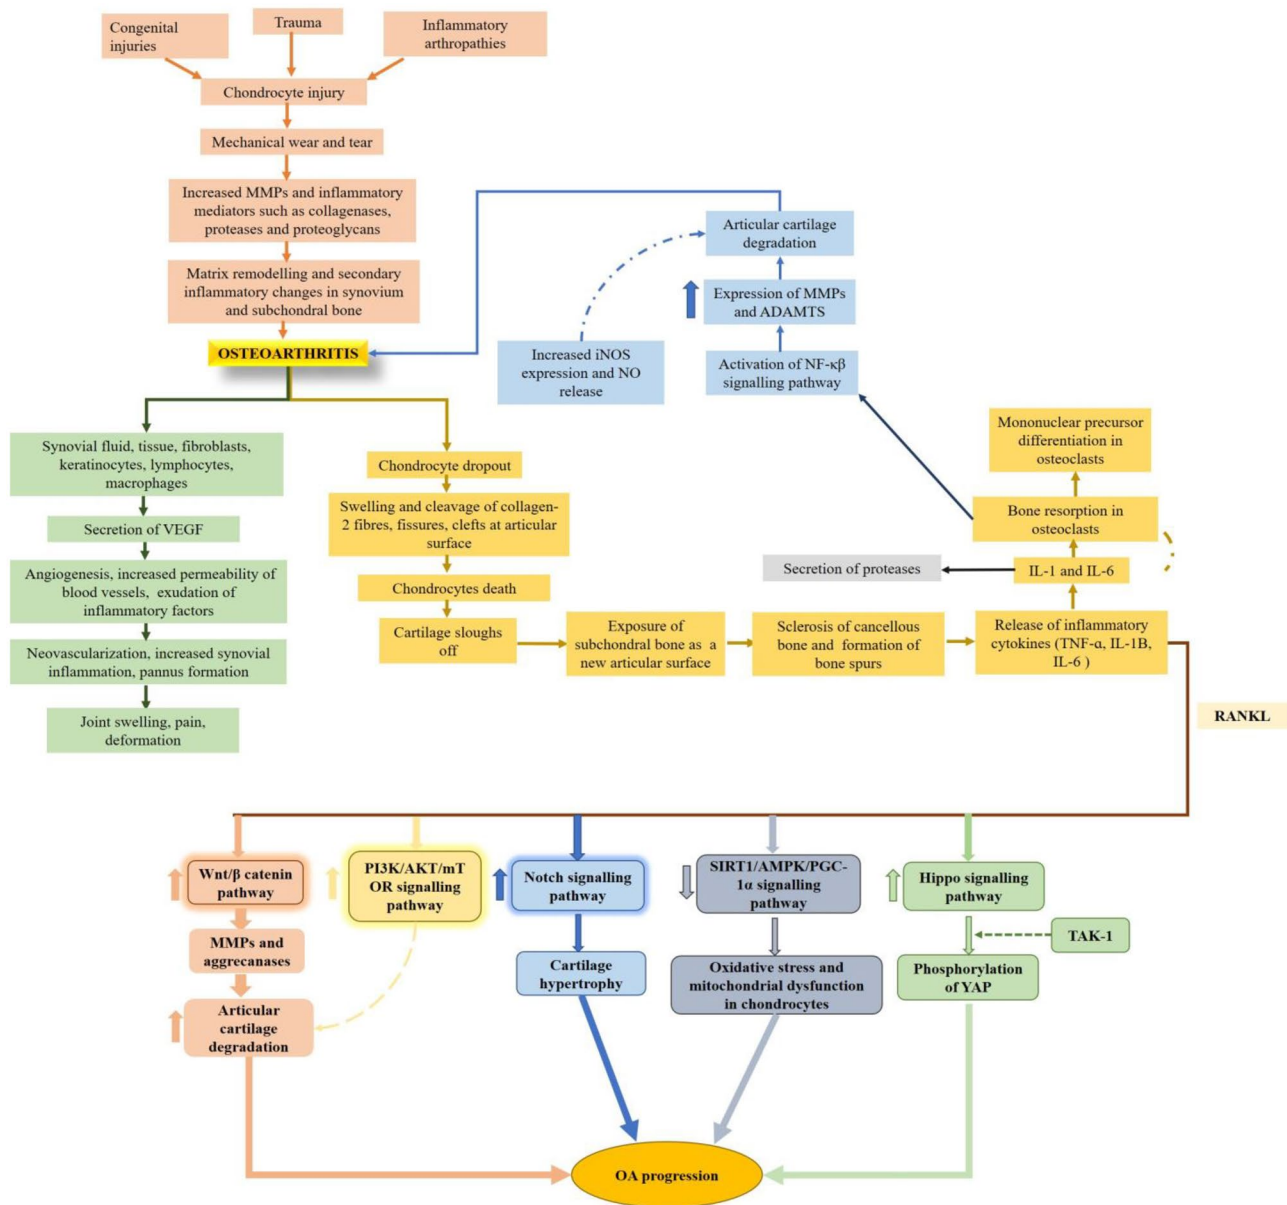 Congenital
injuries
Trauma
Inflammatory
arthropathies
Chondrocyte injury
Mechanical wear and tear
Increased MMPs and inflammatory
mediators such as collagenases,
proteases and proteoglycans
Matrix remodelling and secondary
inflammatory changes in synovium
and subchondral bone
OSTEOARTHRITIS
Articular cartilage
degradation
Expression of MMPs
and ADAMTS
Increased iNOS
expression and NO
release
Activation of NF-κβ
signalling pathway
Synovial fluid, tissue, fibroblasts,
keratinocytes, lymphocytes,
macrophages
Secretion of VEGF
Angiogenesis, increased permeability of
blood vessels, exudation of
inflammatory factors
Neovascularization, increased synovial
inflammation, pannus formation
Joint swelling, pain,
deformation
Chondrocyte dropout
Swelling and cleavage of collagen-
2 fibres, fissures, clefts at articular
surface
Chondrocytes death
Cartilage sloughs
off
Exposure of
subchondral bone as a
new articular surface
Sclerosis of cancellous
bone and formation of
bone spurs
Release of inflammatory
cytokines (TNF-α, IL-1B,
IL-6 )
IL-1 and IL-6
Secretion of proteases
Bone resorption in
osteoclasts
Mononuclear precursor
differentiation in
osteoclasts
RANKL
Wnt/β catenin
pathway
MMPs and
aggrecanases
Articular
cartilage
degradation
PI3K/AKT/mT
OR signalling
pathway
Notch signalling
pathway
Cartilage
hypertrophy
SIRT1/AMPK/PGC-
1α signalling
pathway
Oxidative stress and
mitochondrial dysfunction
in chondrocytes
Hippo signalling
pathway
TAK-1
Phosphorylation
of YAP
OA progression